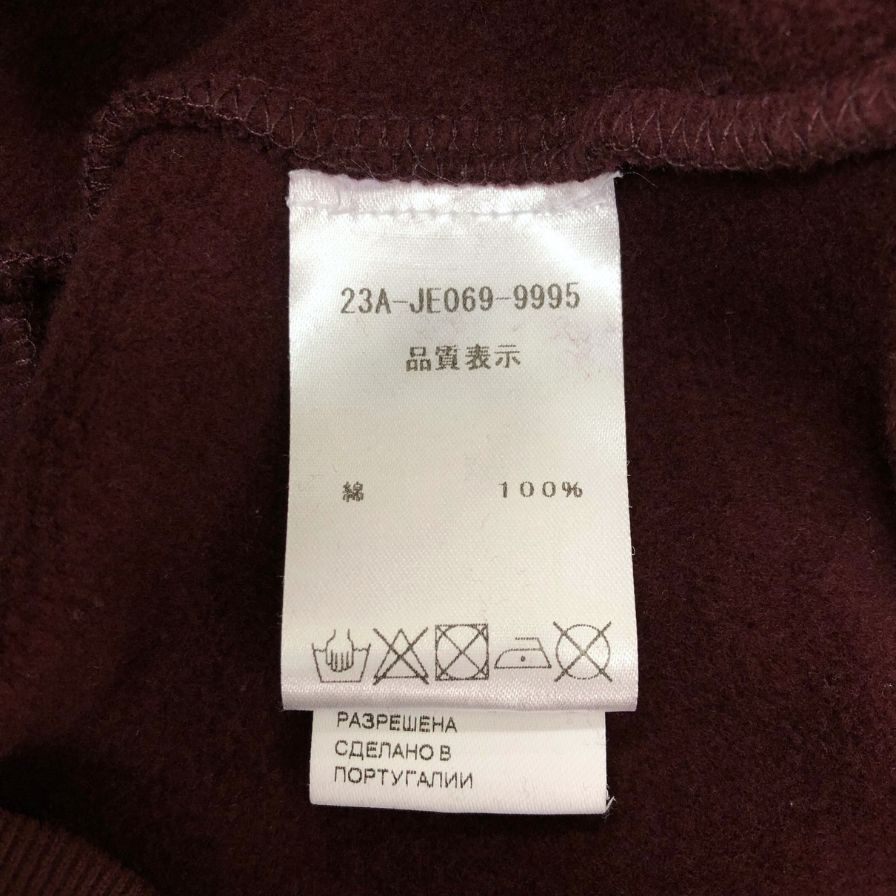 23A-JE069-9995
品質表示
綿 100%
РАЗРЕШЕНА
СДЕЛАНО В
ПОРТУГАЛИИ